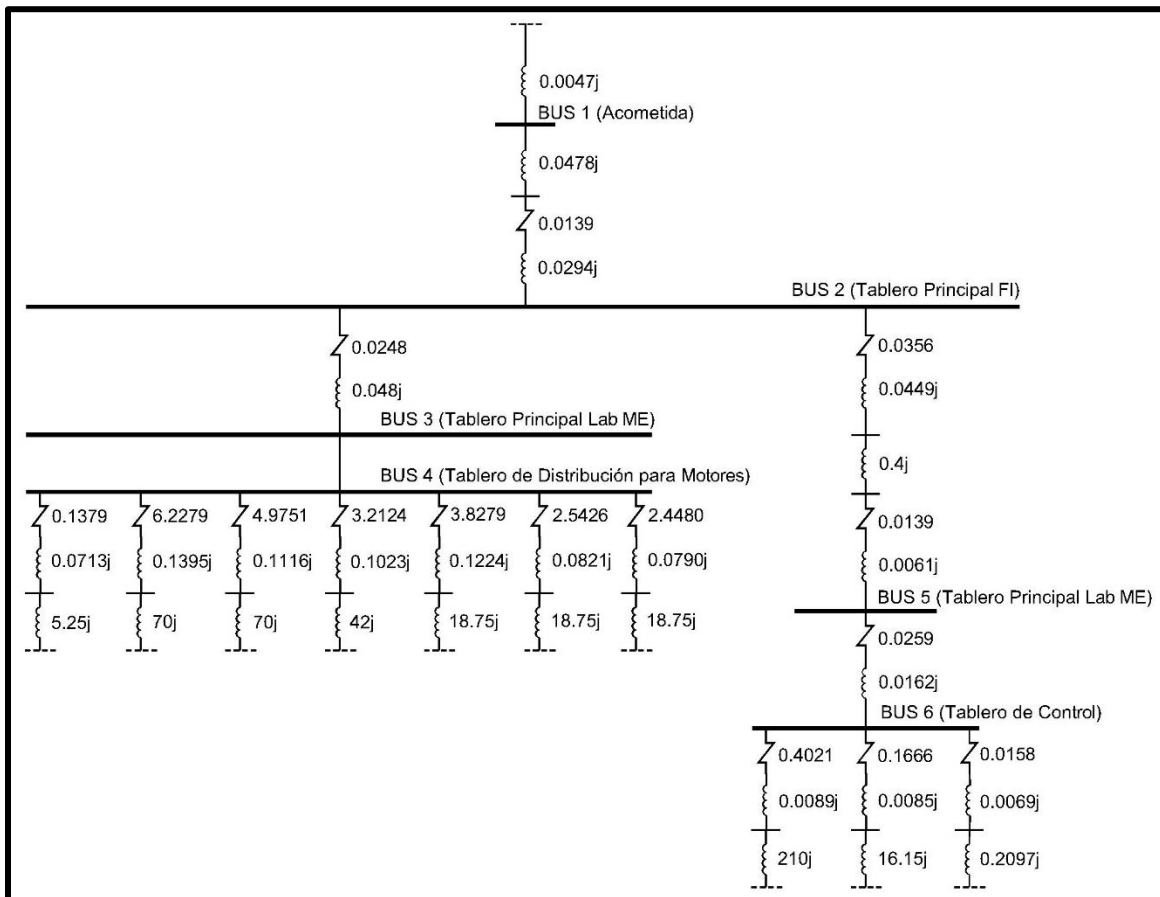 0.0047j
BUS 1 (Acometida)
0.0478j
0.0139
0.0294j
BUS 2 (Tablero Principal FI)
0.0248
0.048j
BUS 3 (Tablero Principal Lab ME)
BUS 4 (Tablero de Distribución para Motores)
0.1379 6.2279 4.9751 3.2124 3.8279 2.5426 2.4480
0.0713j 0.1395j 0.1116j 0.1023j 0.1224j 0.0821j 0.0790j
5.25j 70j 70j 42j 18.75j 18.75j 18.75j
0.0356
0.0449j
0.4j
0.0139
0.0061j
BUS 5 (Tablero Principal Lab ME)
0.0259
0.0162j
BUS 6 (Tablero de Control)
0.4021 0.1666 0.0158
0.0089j 0.0085j 0.0069j
210j 16.15j 0.2097j